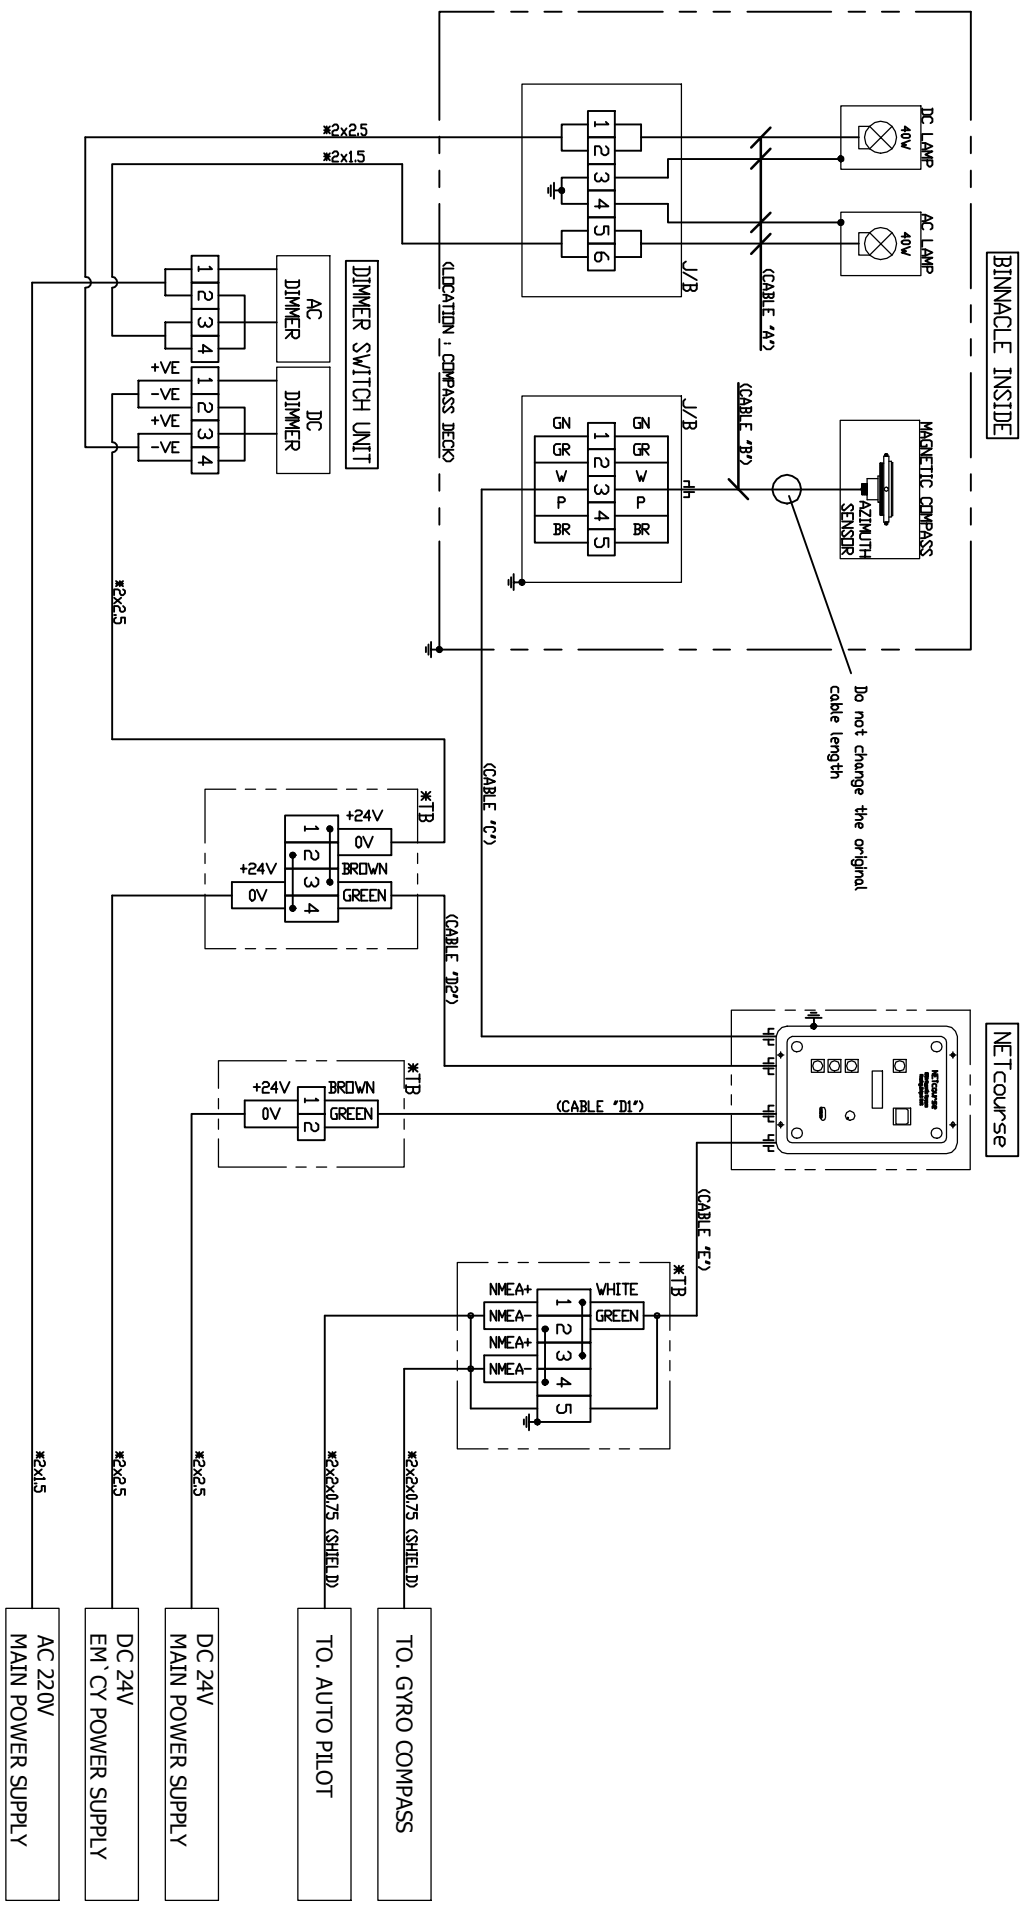 BINNACLE INSIDE
DC LAMP
40W
AC LAMP
40W
MAGNETIC COMPASS
AZIMUTH
SENSOR
(CABLE "A")
(CABLE "B")
Do not change the original
cable length
J/B
1
2
3
4
5
6
J/B
GN
GR
W
P
BR
1
2
3
4
5
GN
GR
W
P
BR
(LOCATION : COMPASS DECK)
*2x2.5
*2x1.5
DIMMER SWITCH UNIT
AC
DIMMER
DC
DIMMER
1
2
3
4
1
2
3
4
+VE
-VE
+VE
-VE
*2x2.5
(CABLE "C")
*TB
+24V
0V
BROWN
GREEN
1
2
3
4
+24V
0V
(CABLE "D2")
*TB
BROWN
GREEN
1
2
+24V
0V
(CABLE "D1")
NETcourse
NETcourse
(CABLE "E")
*TB
WHITE
GREEN
1
2
3
4
5
NMEA+
NMEA-
NMEA+
NMEA-
*2x2x0.75 (SHIELD)
*2x2x0.75 (SHIELD)
*2x2.5
*2x2.5
*2x1.5
TO. GYRO COMPASS
TO. AUTO PILOT
DC 24V
MAIN POWER SUPPLY
DC 24V
EM`CY POWER SUPPLY
AC 220V
MAIN POWER SUPPLY